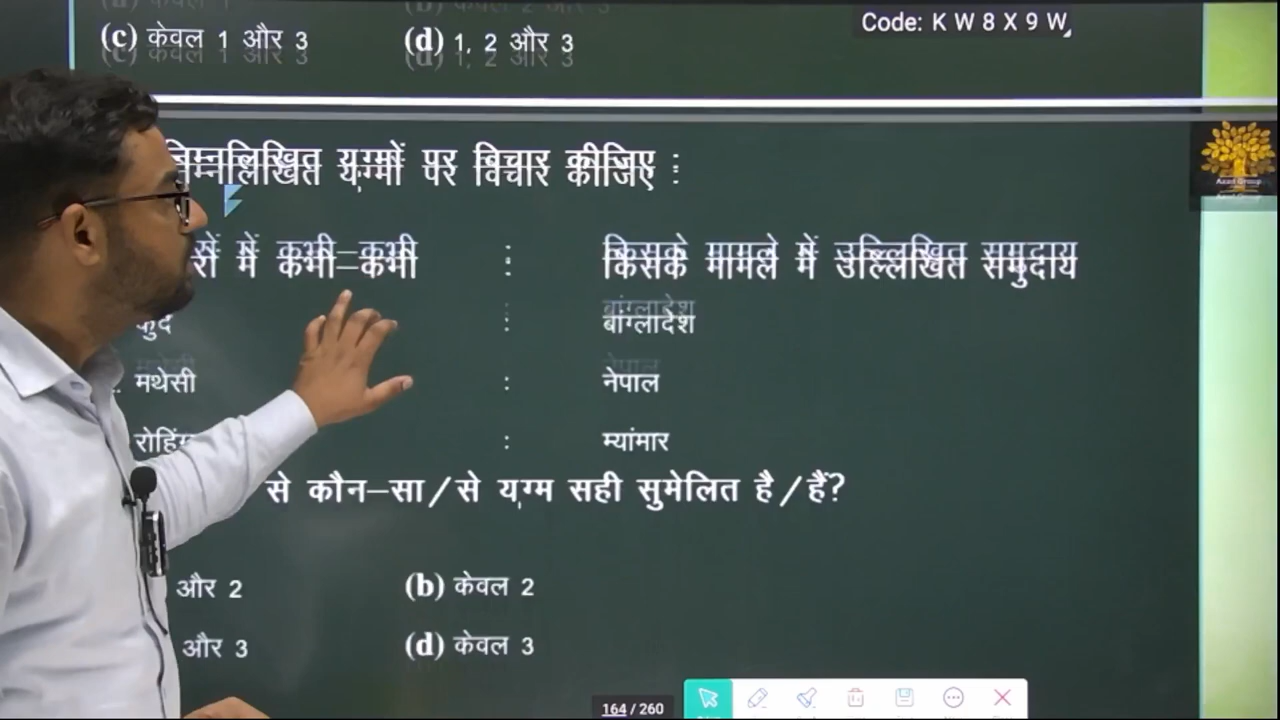 (c) केवल 1 और 3 (d) 1, 2 और 3
Code: K W 8 X 9 W
निम्नलिखित युग्मों पर विचार कीजिए :
में कभी-कभी : किसके मामले में उल्लिखित समुदाय
कुर्द : बांग्लादेश
मधेसी : नेपाल
: म्यांमार
से कौन-सा/से युग्म सही सुमेलित है/हैं?
और 2 (b) केवल 2
और 3 (d) केवल 3
164 / 260